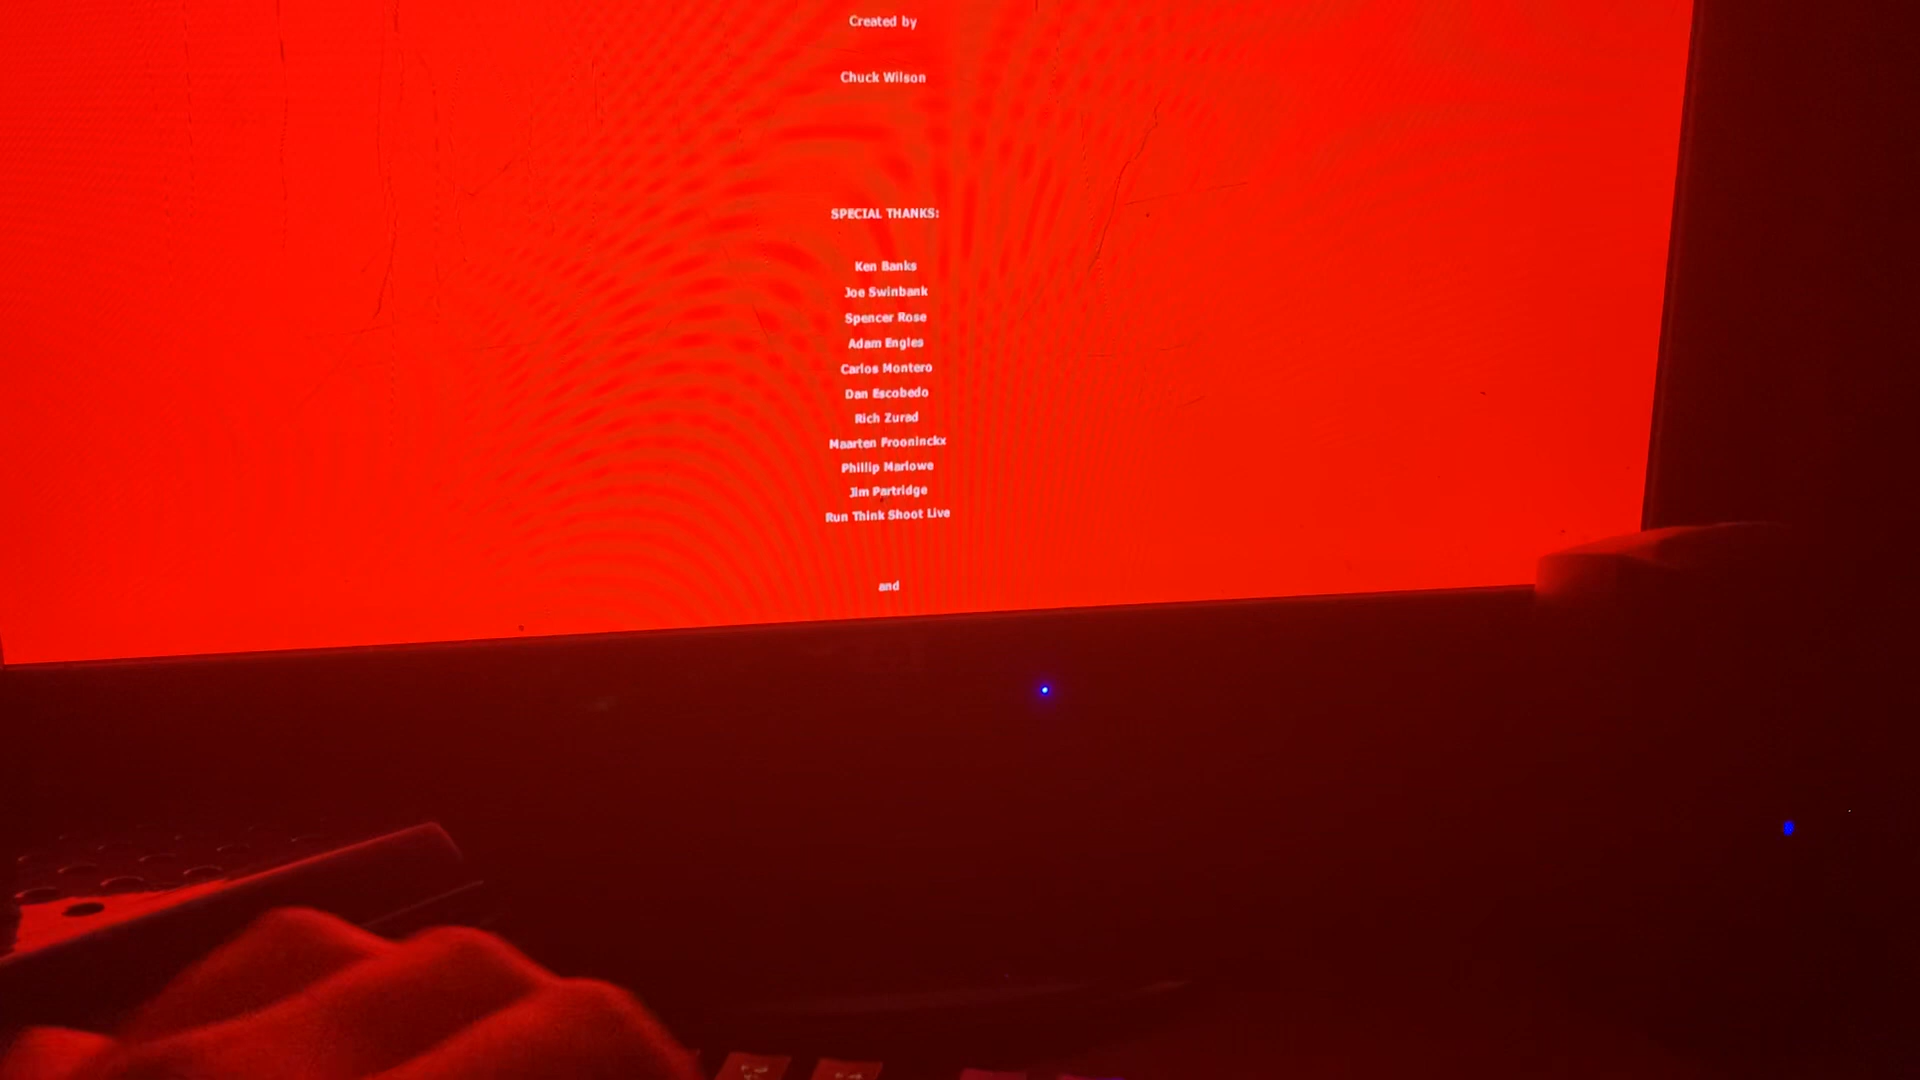 Created by
Chuck Wilson
SPECIAL THANKS:
Ken Banks
Joe Swinbank
Spencer Rose
Adam Engles
Carlos Montero
Dan Escobedo
Rich Zurad
Maarten Frooninckx
Phillip Marlowe
Jim Partridge
Run Think Shoot Live
and